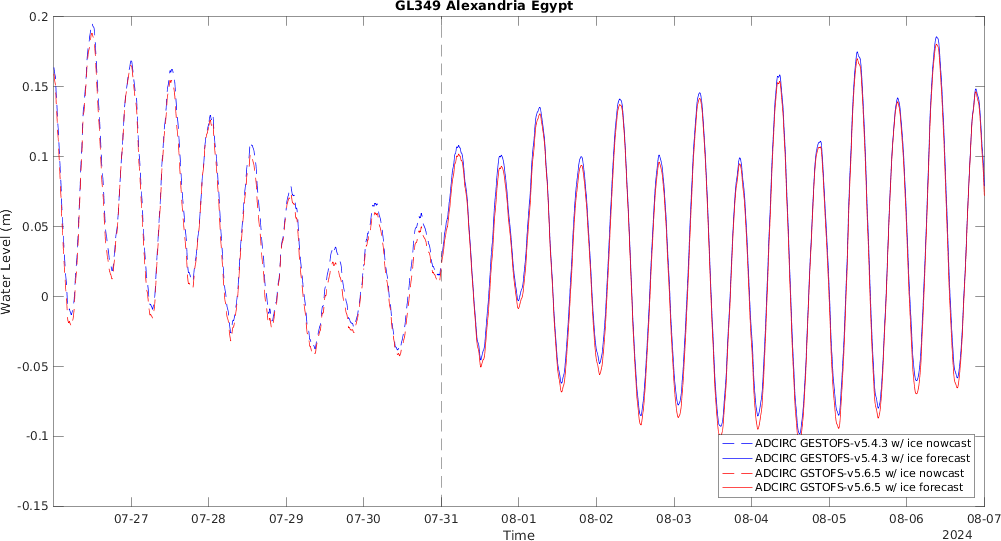 GL349 Alexandria Egypt
0.2
0.15
0.1
0.05
0
-0.05
-0.1
-0.15
Water Level (m)
07-27 07-28 07-29 07-30 07-31 08-01 08-02 08-03 08-04 08-05 08-06 08-07
Time
2024
ADCIRC GESTOFS-v5.4.3 w/ ice nowcast
ADCIRC GESTOFS-v5.4.3 w/ ice forecast
ADCIRC GSTOFS-v5.6.5 w/ ice nowcast
ADCIRC GSTOFS-v5.6.5 w/ ice forecast